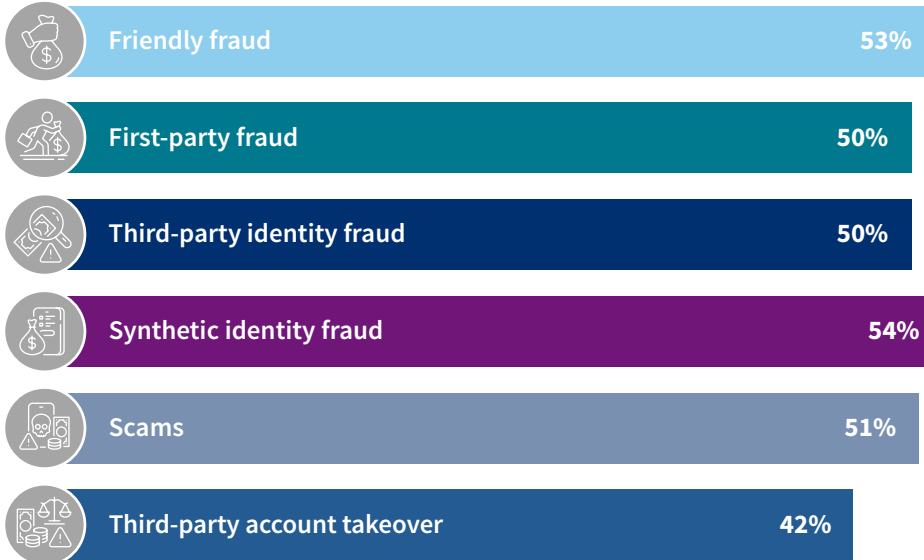 Friendly fraud 53%
First-party fraud 50%
Third-party identity fraud 50%
Synthetic identity fraud 54%
Scams 51%
Third-party account takeover 42%